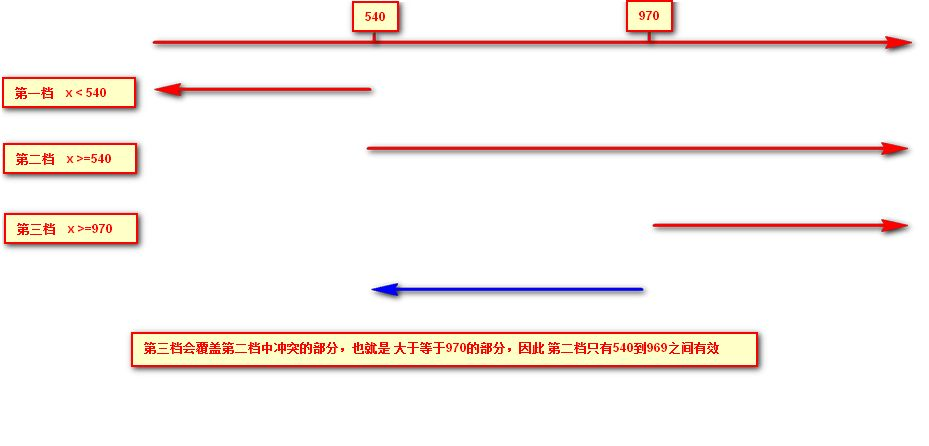 540
970
第一档 x < 540
第二档 x >=540
第三档 x >=970
第三档会覆盖第二档中冲突的部分，也就是 大于等于970的部分，因此 第二档只有540到969之间有效